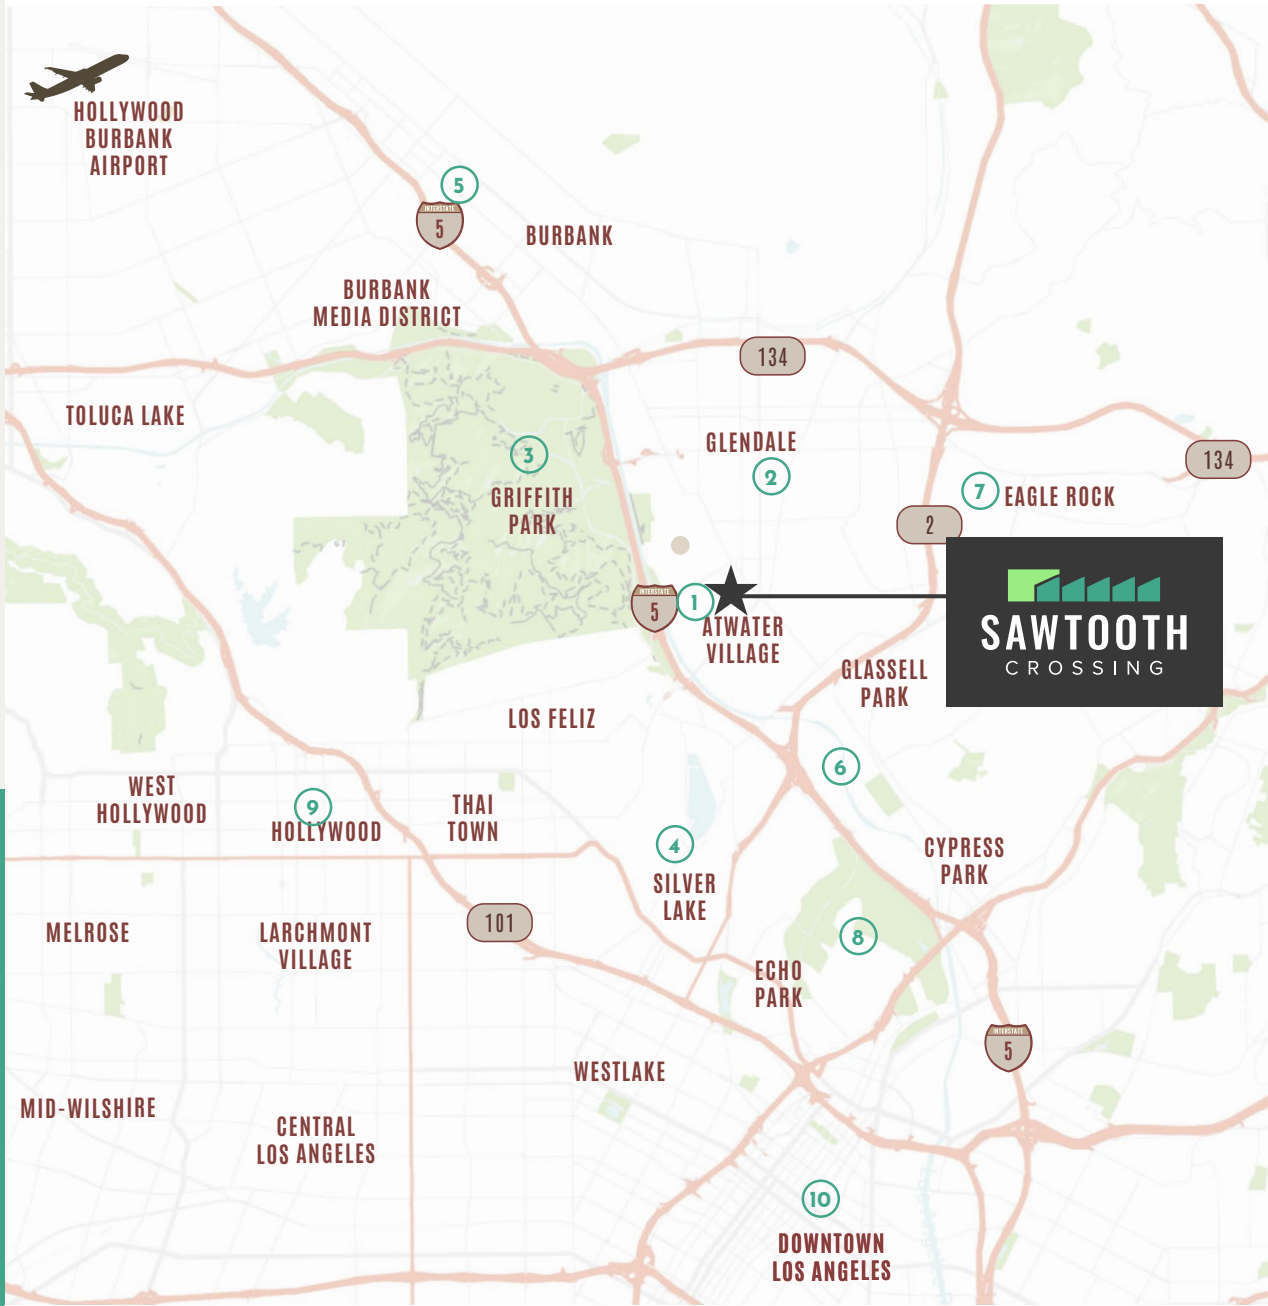 HOLLYWOOD
BURBANK
AIRPORT
5
INTERSTATE
5
BURBANK
BURBANK
MEDIA DISTRICT
134
TOLUCA LAKE
GLENDALE
2
3
GRIFFITH
PARK
134
7
EAGLE ROCK
2
INTERSTATE
5
1
ATWATER
VILLAGE
SAWTOOTH
CROSSING
GLASSELL
PARK
LOS FELIZ
6
WEST
HOLLYWOOD
9
HOLLYWOOD
THAI
TOWN
4
SILVER
LAKE
CYPRESS
PARK
MELROSE
LARCHMONT
VILLAGE
101
8
ECHO
PARK
INTERSTATE
5
WESTLAKE
MID-WILSHIRE
CENTRAL
LOS ANGELES
10
DOWNTOWN
LOS ANGELES